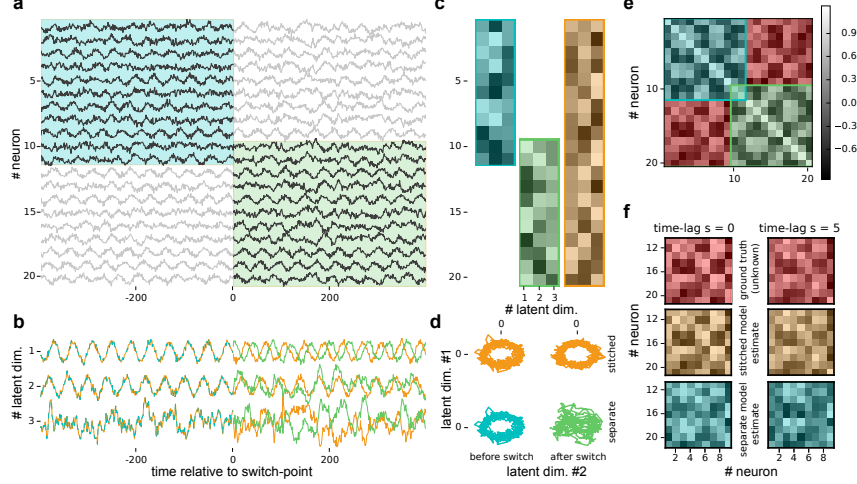 a
# neuron
5
10
15
20
-200
0
200
b
# latent dim.
1
2
3
-200
0
200
time relative to switch-point
c
5
10
15
20
1 2 3
# latent dim.
d
0 0
latent dim. #1
0
0
stitched
separate
before switch after switch
latent dim. #2
e
# neuron
10
20
10 20
0.9
0.6
0.3
0.0
-0.3
-0.6
f
time-lag s = 0 time-lag s = 5
# neuron
12
16
20
ground truth
(unknown)
12
16
20
stitched model
estimate
12
16
20
separate model
estimate
2 4 6 8 2 4 6 8
# neuron